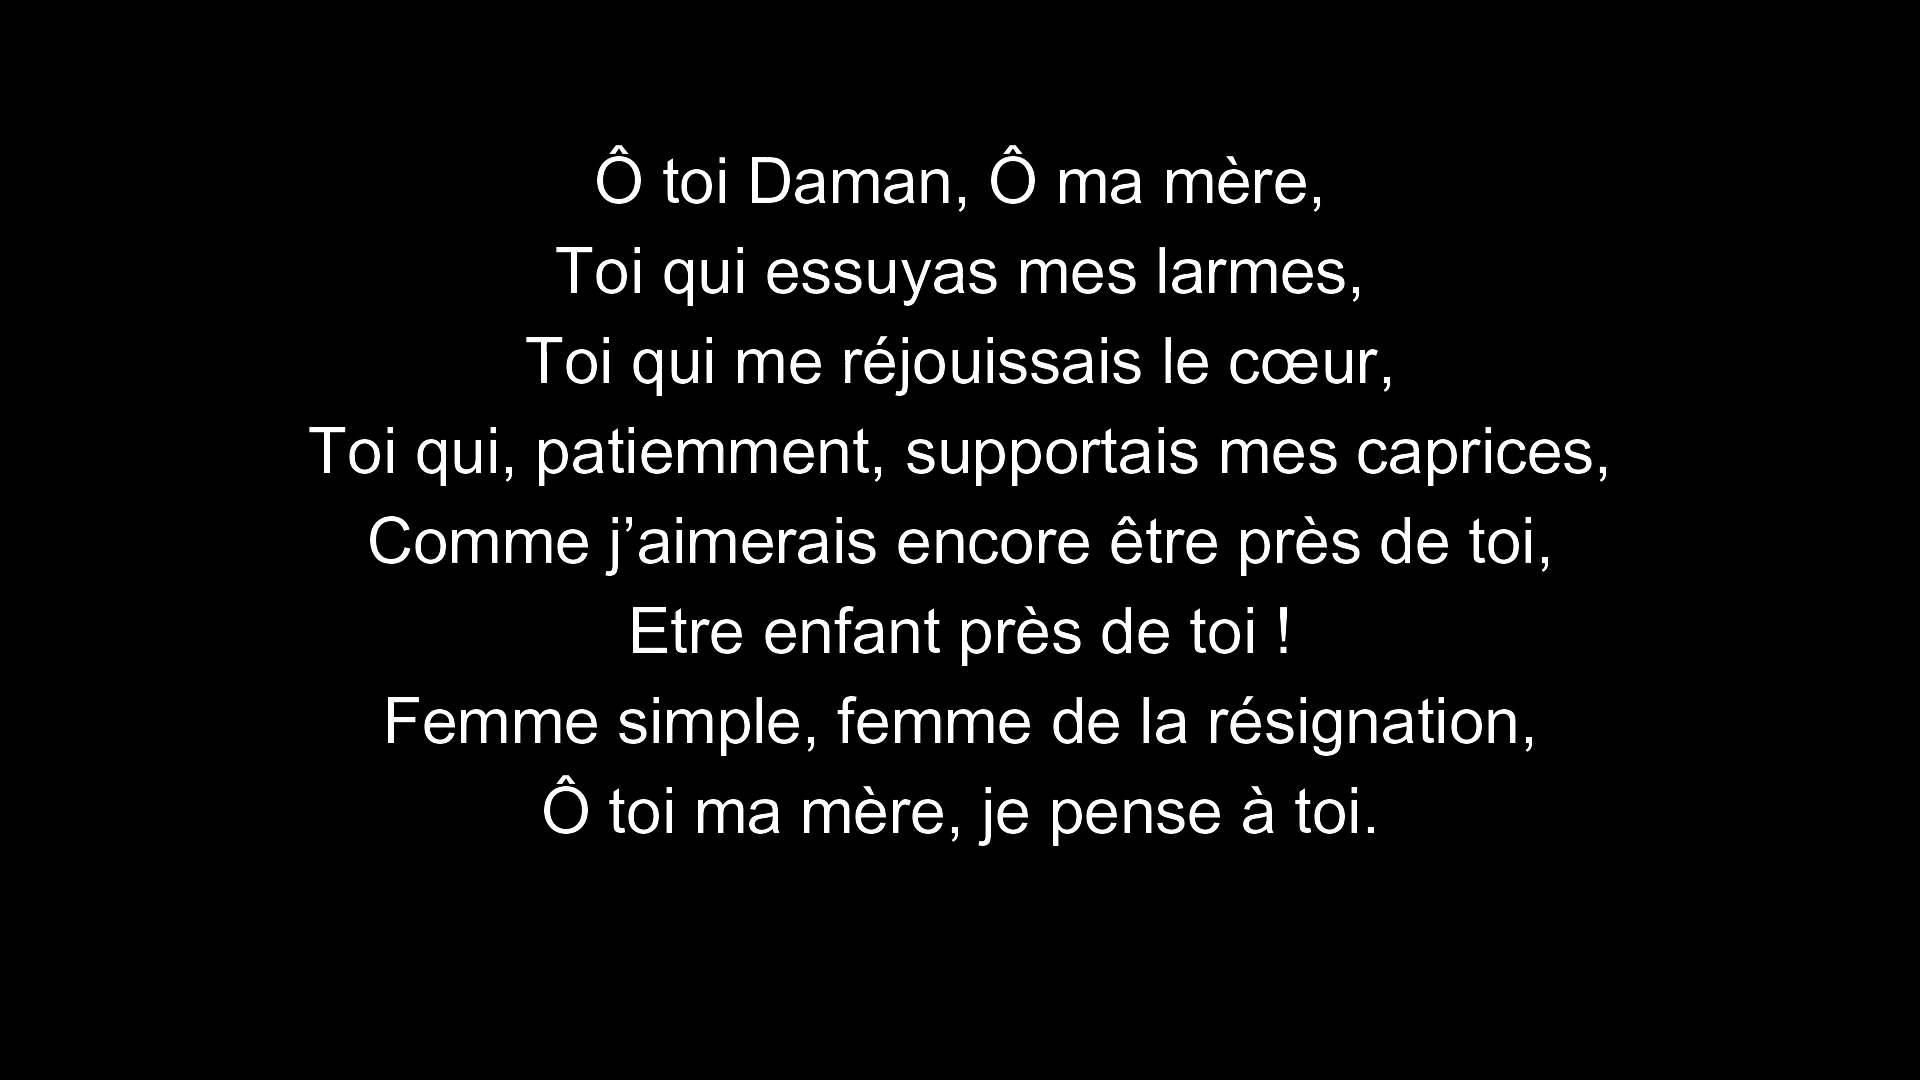 Ô toi Daman, Ô ma mère,
Toi qui essuyas mes larmes,
Toi qui me réjouissais le cœur,
Toi qui, patiemment, supportais mes caprices,
Comme j’aimerais encore être près de toi,
Etre enfant près de toi !
Femme simple, femme de la résignation,
Ô toi ma mère, je pense à toi.